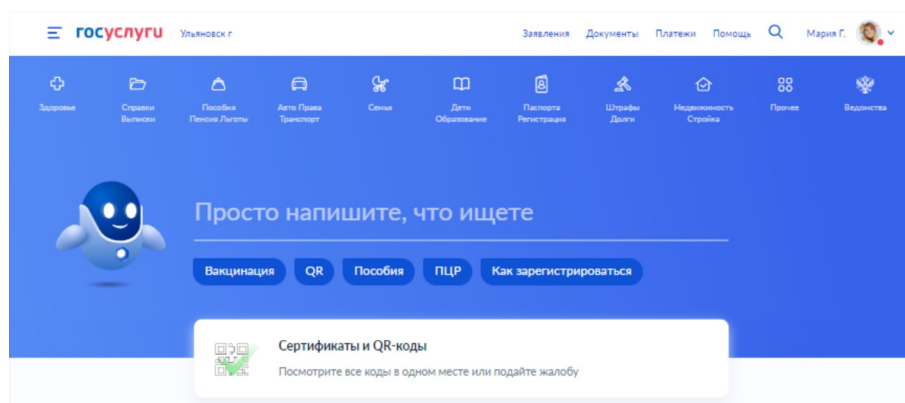 госуслуги Ульяновск г Заявления Документы Платежи Помощь Мария Г.
Здоровье Справки Пособия Авто Права Семья Дети Паспорта Штрафы Недвижимость Прочее Ведомства
Выписки Пенсия Льготы Транспорт Образование Регистрация Долги Стройка
Просто напишите, что ищете
Вакцинация QR Пособия ПЦР Как зарегистрироваться
Сертификаты и QR-коды
Посмотрите все коды в одном месте или подайте жалобу